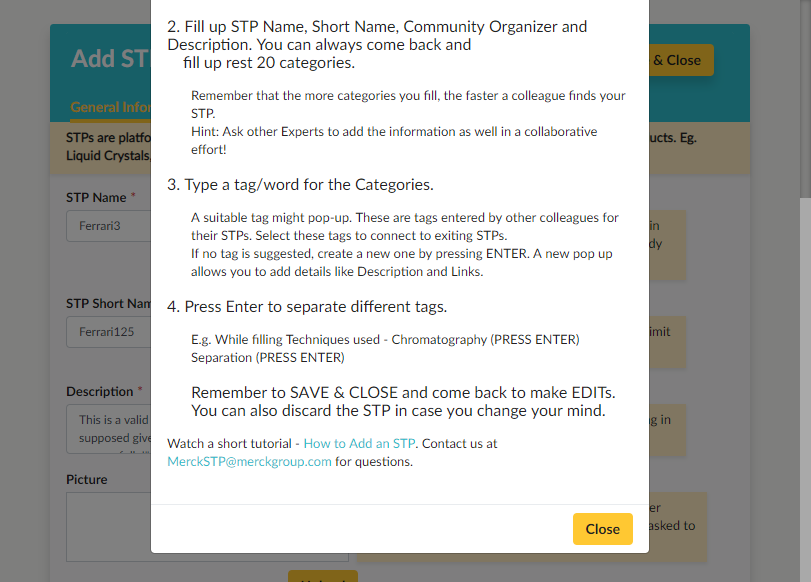 2. Fill up STP Name, Short Name, Community Organizer and
Description. You can always come back and
fill up rest 20 categories.
Remember that the more categories you fill, the faster a colleague finds your
STP.
Hint: Ask other Experts to add the information as well in a collaborative
effort!
3. Type a tag/word for the Categories.
A suitable tag might pop-up. These are tags entered by other colleagues for
their STPs. Select these tags to connect to exiting STPs.
If no tag is suggested, create a new one by pressing ENTER. A new pop up
allows you to add details like Description and Links.
4. Press Enter to separate different tags.
E.g. While filling Techniques used - Chromatography (PRESS ENTER)
Separation (PRESS ENTER)
Remember to SAVE & CLOSE and come back to make EDITs.
You can also discard the STP in case you change your mind.
Watch a short tutorial - How to Add an STP. Contact us at
MerckSTP@merckgroup.com for questions.
Close
Add ST
& Close
General Infor
STPs are platfo
ucts. Eg.
Liquid Crystals,
STP Name *
Ferrari3
in
dy
STP Short Nam
Ferrari125
imit
Description *
This is a valid
supposed give
g in
Picture
er
asked to